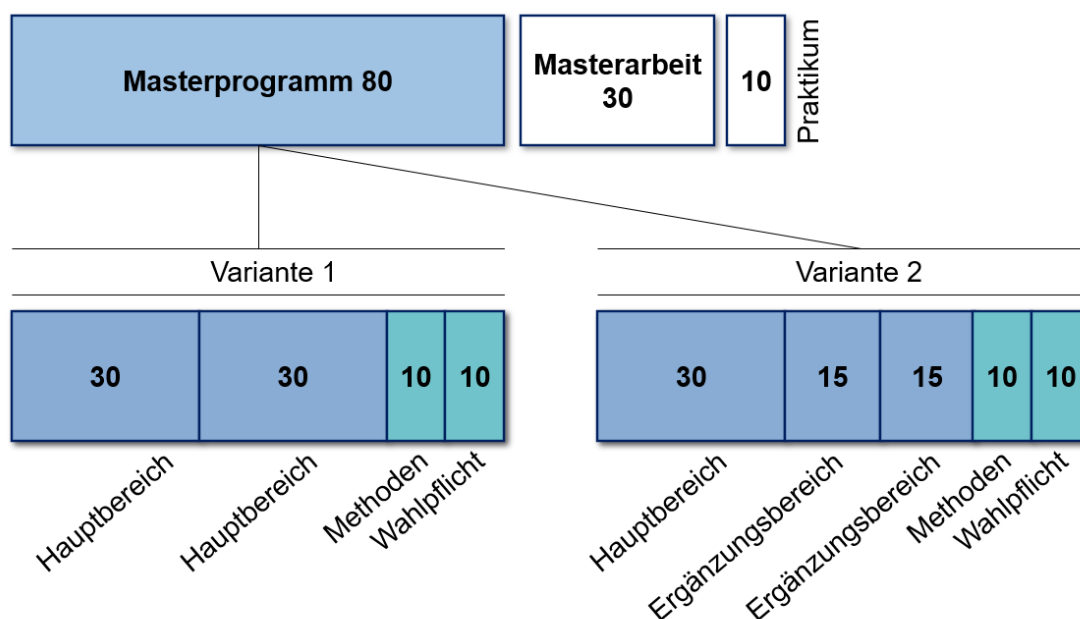 Masterprogramm 80
Masterarbeit
30
10
Praktikum
Variante 1
Variante 2
30
30
10
10
30
15
15
10
10
Hauptbereich
Hauptbereich
Methoden
Wahlpflicht
Hauptbereich
Ergänzungsbereich
Ergänzungsbereich
Methoden
Wahlpflicht